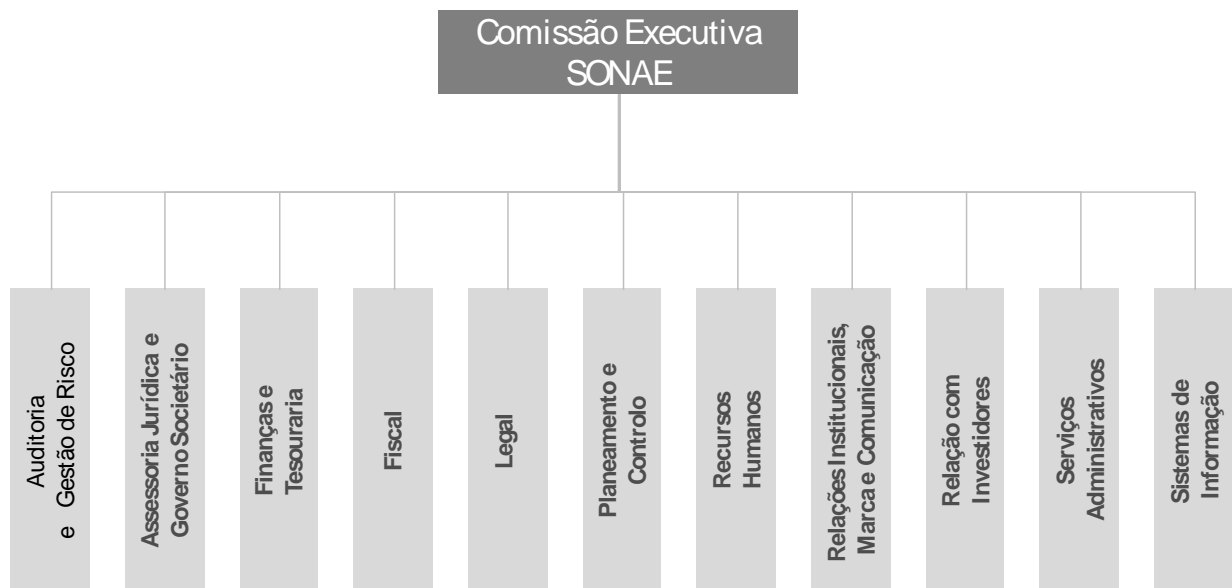 Comissão Executiva
SONAE
Auditoria
e Gestão de Risco
Assessoria Jurídica e
Governo Societário
Finanças e
Tesouraria
Fiscal
Legal
Planeamento e
Controlo
Recursos
Humanos
Relações Institucionais,
Marca e Comunicação
Relação com
Investidores
Serviços
Administrativos
Sistemas de
Informação